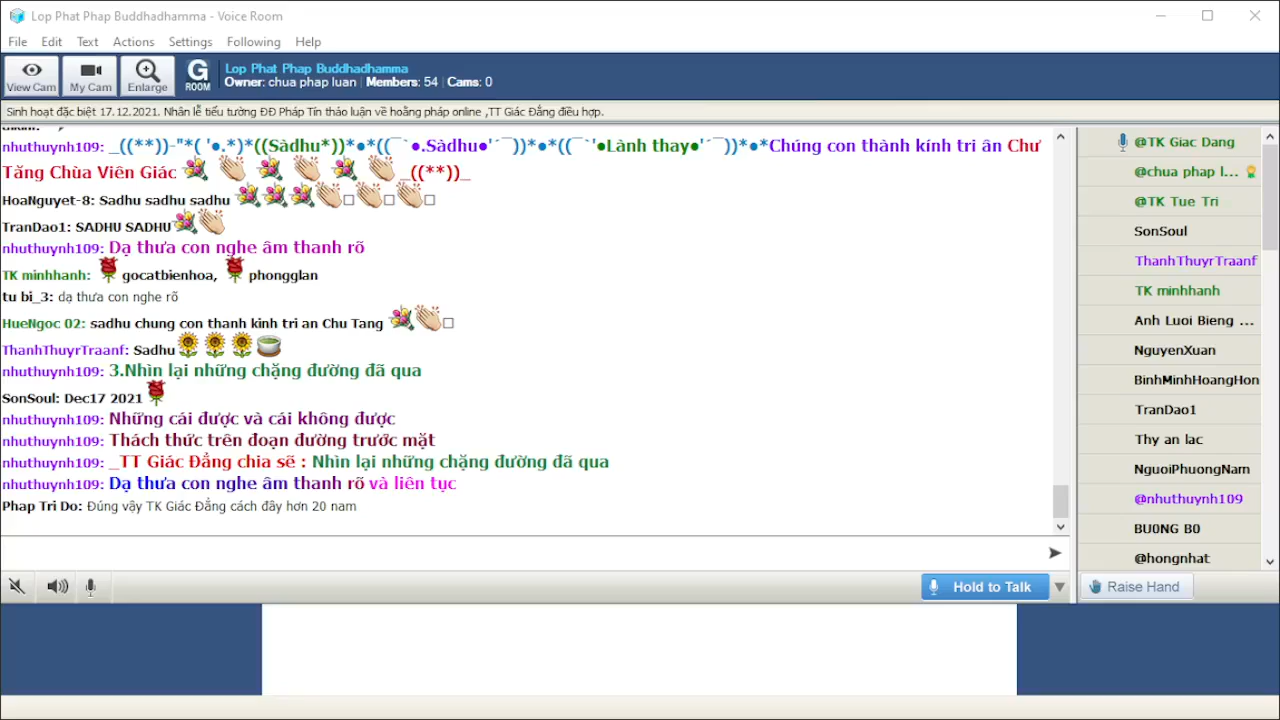 Lop Phat Phap Buddhadhamma - Voice Room
File Edit Text Actions Settings Following Help
View Cam My Cam Enlarge G ROOM
Lop Phat Phap Buddhadhamma
Owner: chua phap luan | Members: 54 | Cams: 0
Sinh hoạt đặc biệt 17.12.2021. Nhân lễ tiểu tường ĐĐ Pháp Tín thảo luận về hoằng pháp online ,TT Giác Đẳng điều hợp.
nhuthuynh109: _((**))-"*( '●.*)*((Sàdhu*))*●*((¯`●.Sàdhu●'´¯))*●*((¯`'●Lành thay●'´¯))*●*Chúng con thành kính tri ân Chư
Tăng Chùa Viên Giác _((**))_
HoaNguyet-8: Sadhu sadhu sadhu
TranDao1: SADHU SADHU
nhuthuynh109: Dạ thưa con nghe âm thanh rõ
TK minhhanh: gocatbienhoa, phongglan
tu bi_3: dạ thưa con nghe rõ
HueNgoc 02: sadhu chung con thanh kinh tri an Chu Tang
ThanhThuyrTraanf: Sadhu
nhuthuynh109: 3.Nhìn lại những chặng đường đã qua
SonSoul: Dec17 2021
nhuthuynh109: Những cái được và cái không được
nhuthuynh109: Thách thức trên đoạn đường trước mặt
nhuthuynh109: _TT Giác Đẳng chia sẽ : Nhìn lại những chặng đường đã qua
nhuthuynh109: Dạ thưa con nghe âm thanh rõ và liên tục
Phap Tri Do: Đúng vậy TK Giác Đẳng cách đây hơn 20 nam
@TK Giac Dang
@chua phap l...
@TK Tue Tri
SonSoul
ThanhThuyrTraanf
TK minhhanh
Anh Luoi Bieng ...
NguyenXuan
BinhMinhHoangHon
TranDao1
Thy an lac
NguoiPhuongNam
@nhuthuynh109
BU0NG B0
@hongnhat
Hold to Talk
Raise Hand